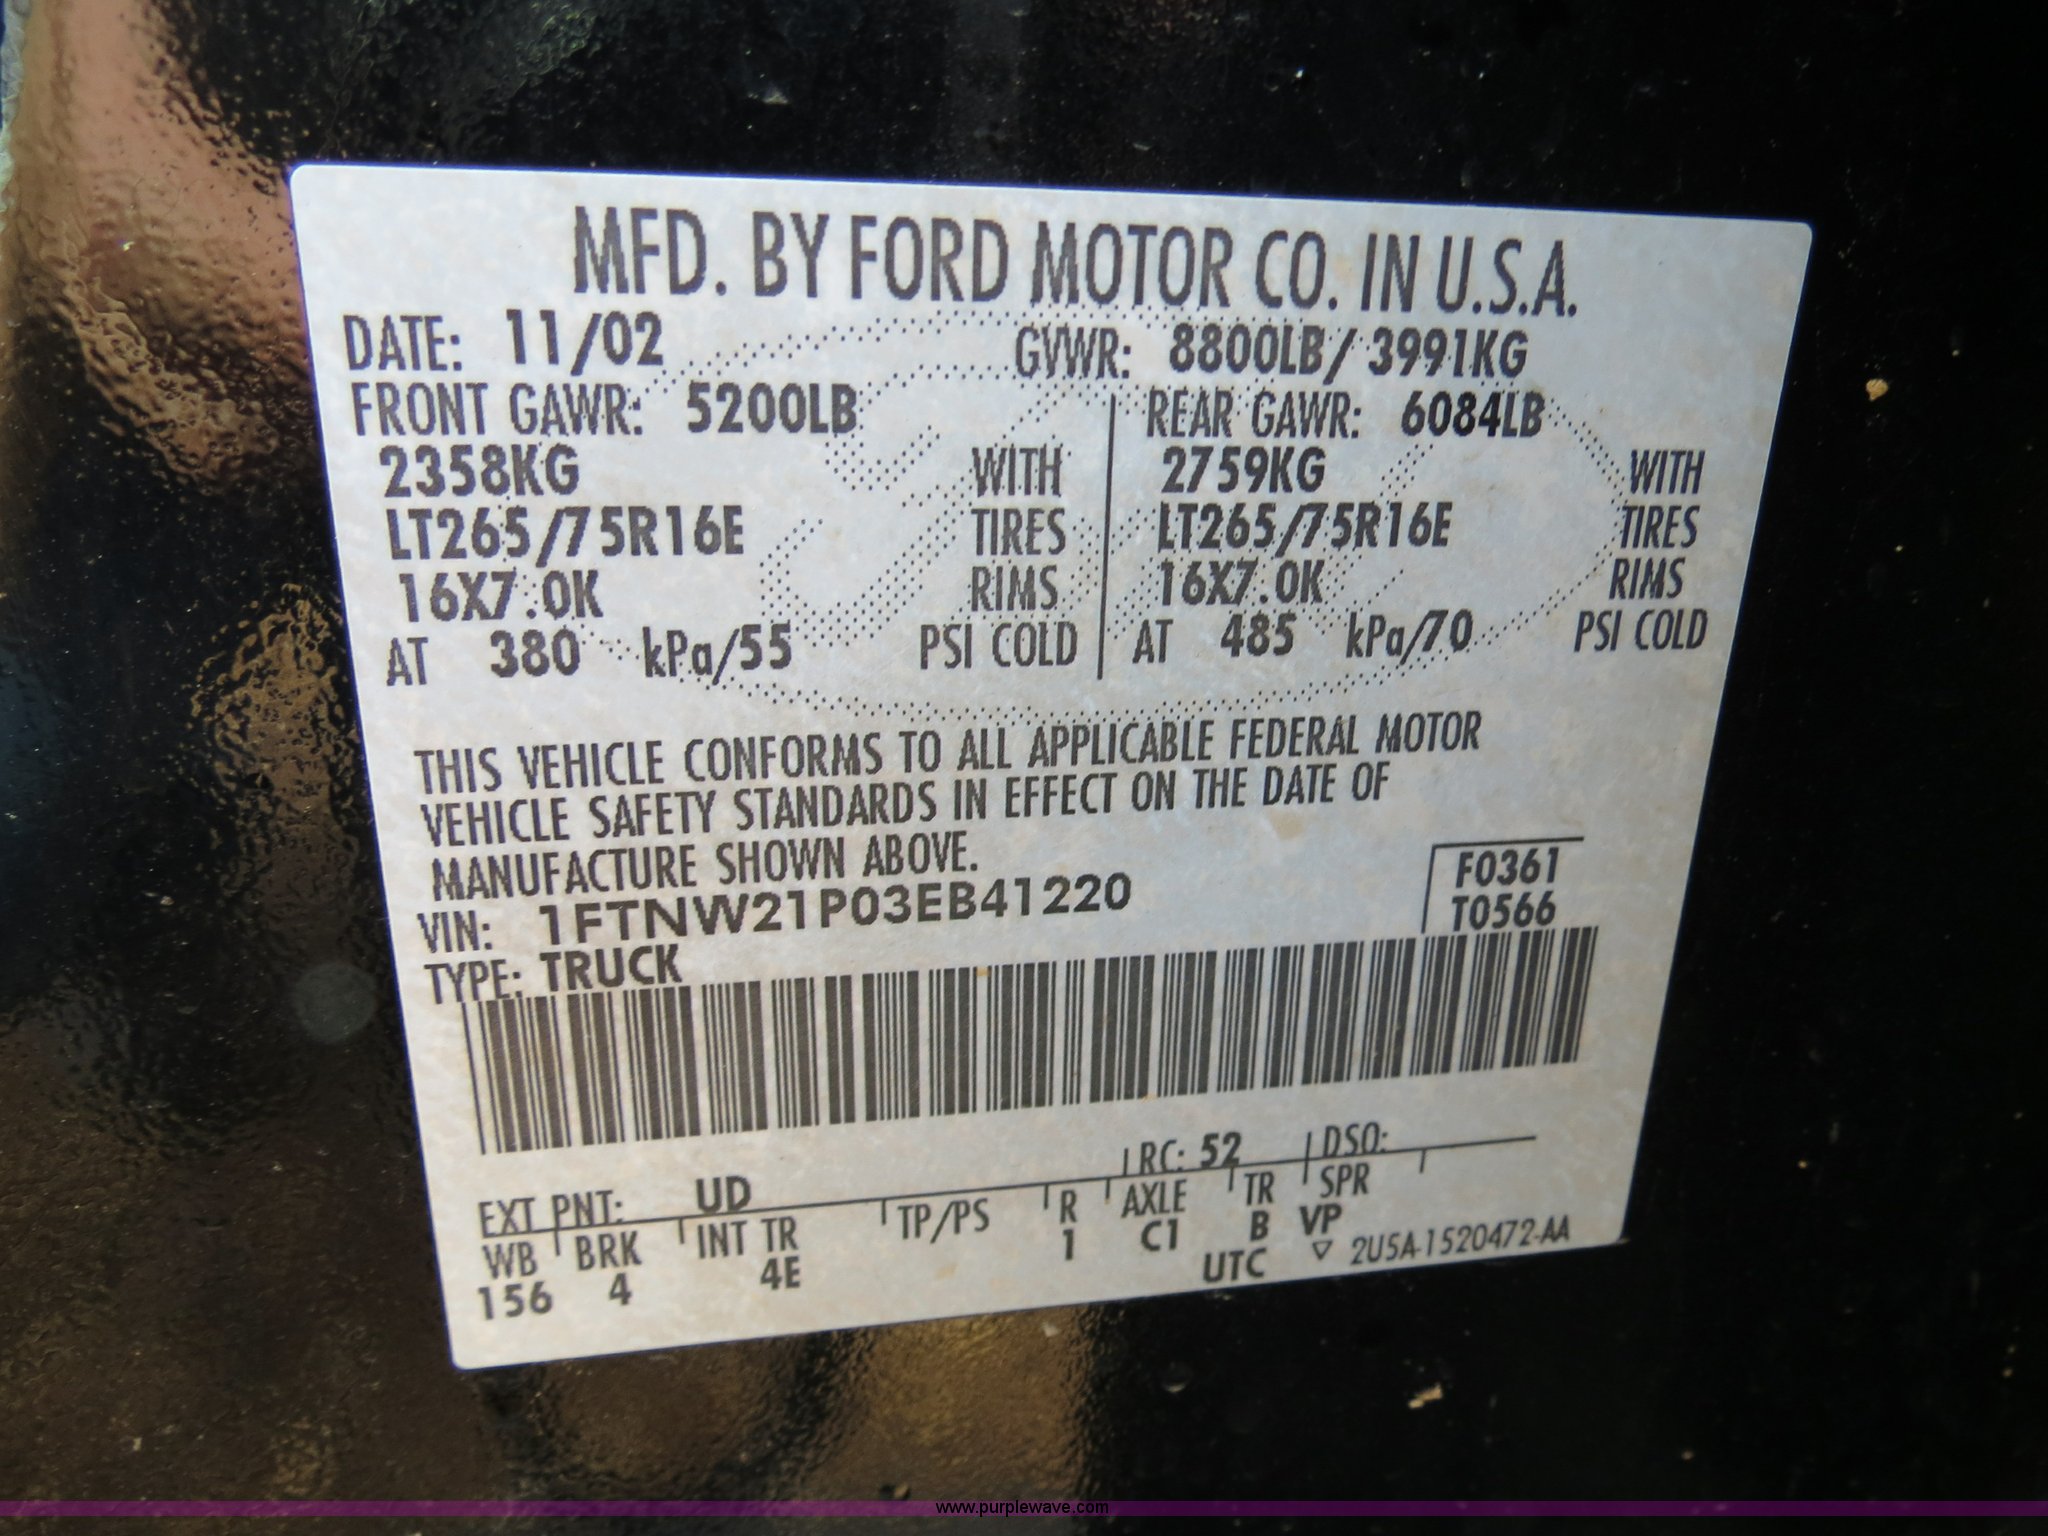 MFD. BY FORD MOTOR CO. IN U.S.A.
DATE: 11/02 GVWR: 8800LB/ 3991KG
FRONT GAWR: 5200LB REAR GAWR: 6084LB
2358KG WITH 2759KG WITH
LT265/75R16E TIRES LT265/75R16E TIRES
16X7.0K RIMS 16X7.0K RIMS
AT 380 kPa/55 PSI COLD AT 485 kPa/70 PSI COLD
THIS VEHICLE CONFORMS TO ALL APPLICABLE FEDERAL MOTOR
VEHICLE SAFETY STANDARDS IN EFFECT ON THE DATE OF
MANUFACTURE SHOWN ABOVE.
F0361
VIN: 1FTNW21P03EB41220
T0566
TYPE: TRUCK
EXT PNT: UD RC: 52 DSO:
WB BRK INT TR TP/PS R AXLE TR SPR
156 4 4E 1 C1 B VP
UTC ▽ 2U5A-1520472-AA
www.purplewave.com